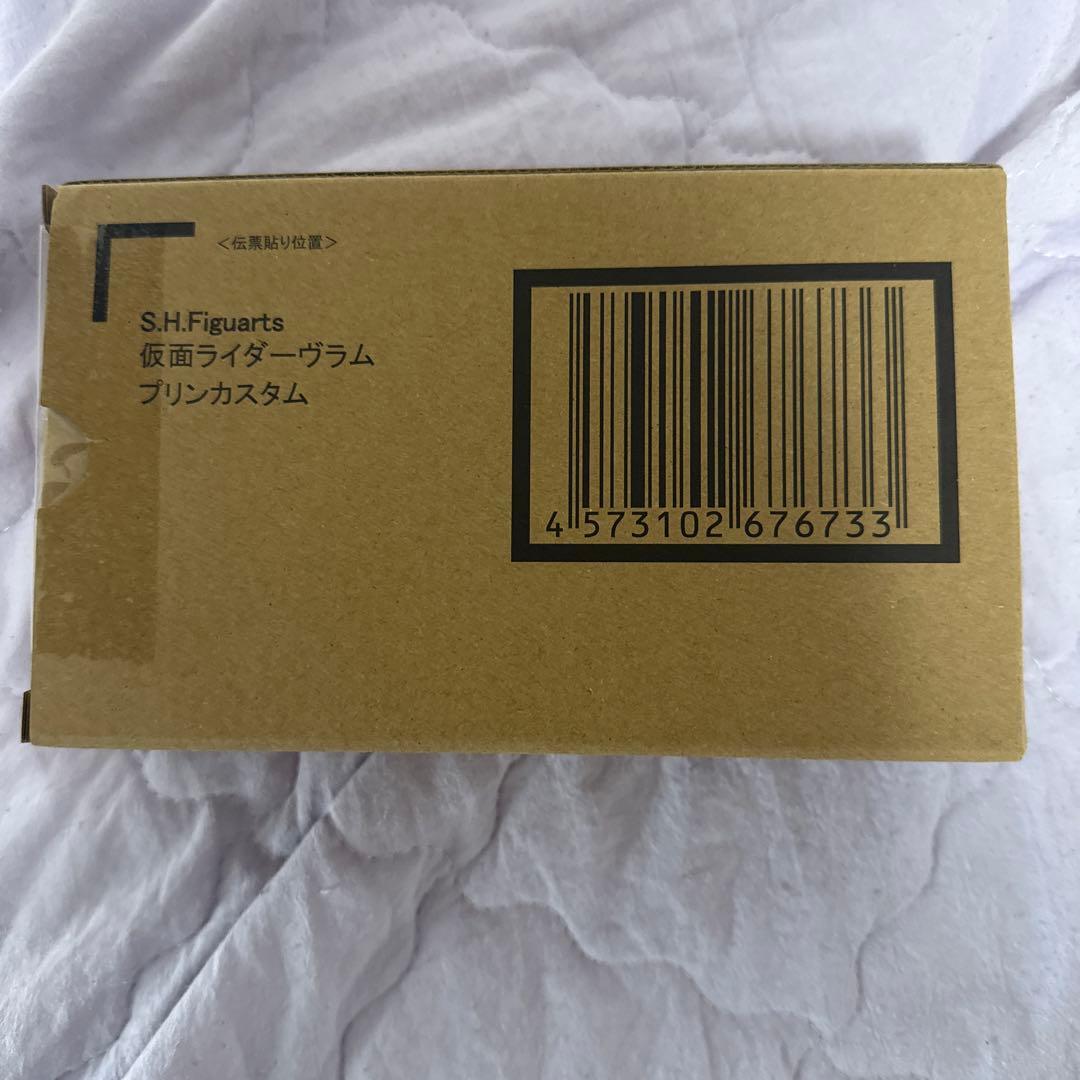 <伝票貼り位置>
S.H.Figuarts
仮面ライダーヴラム
プリンカスタム
4 573102 676733